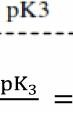 pK3
pK₃ =